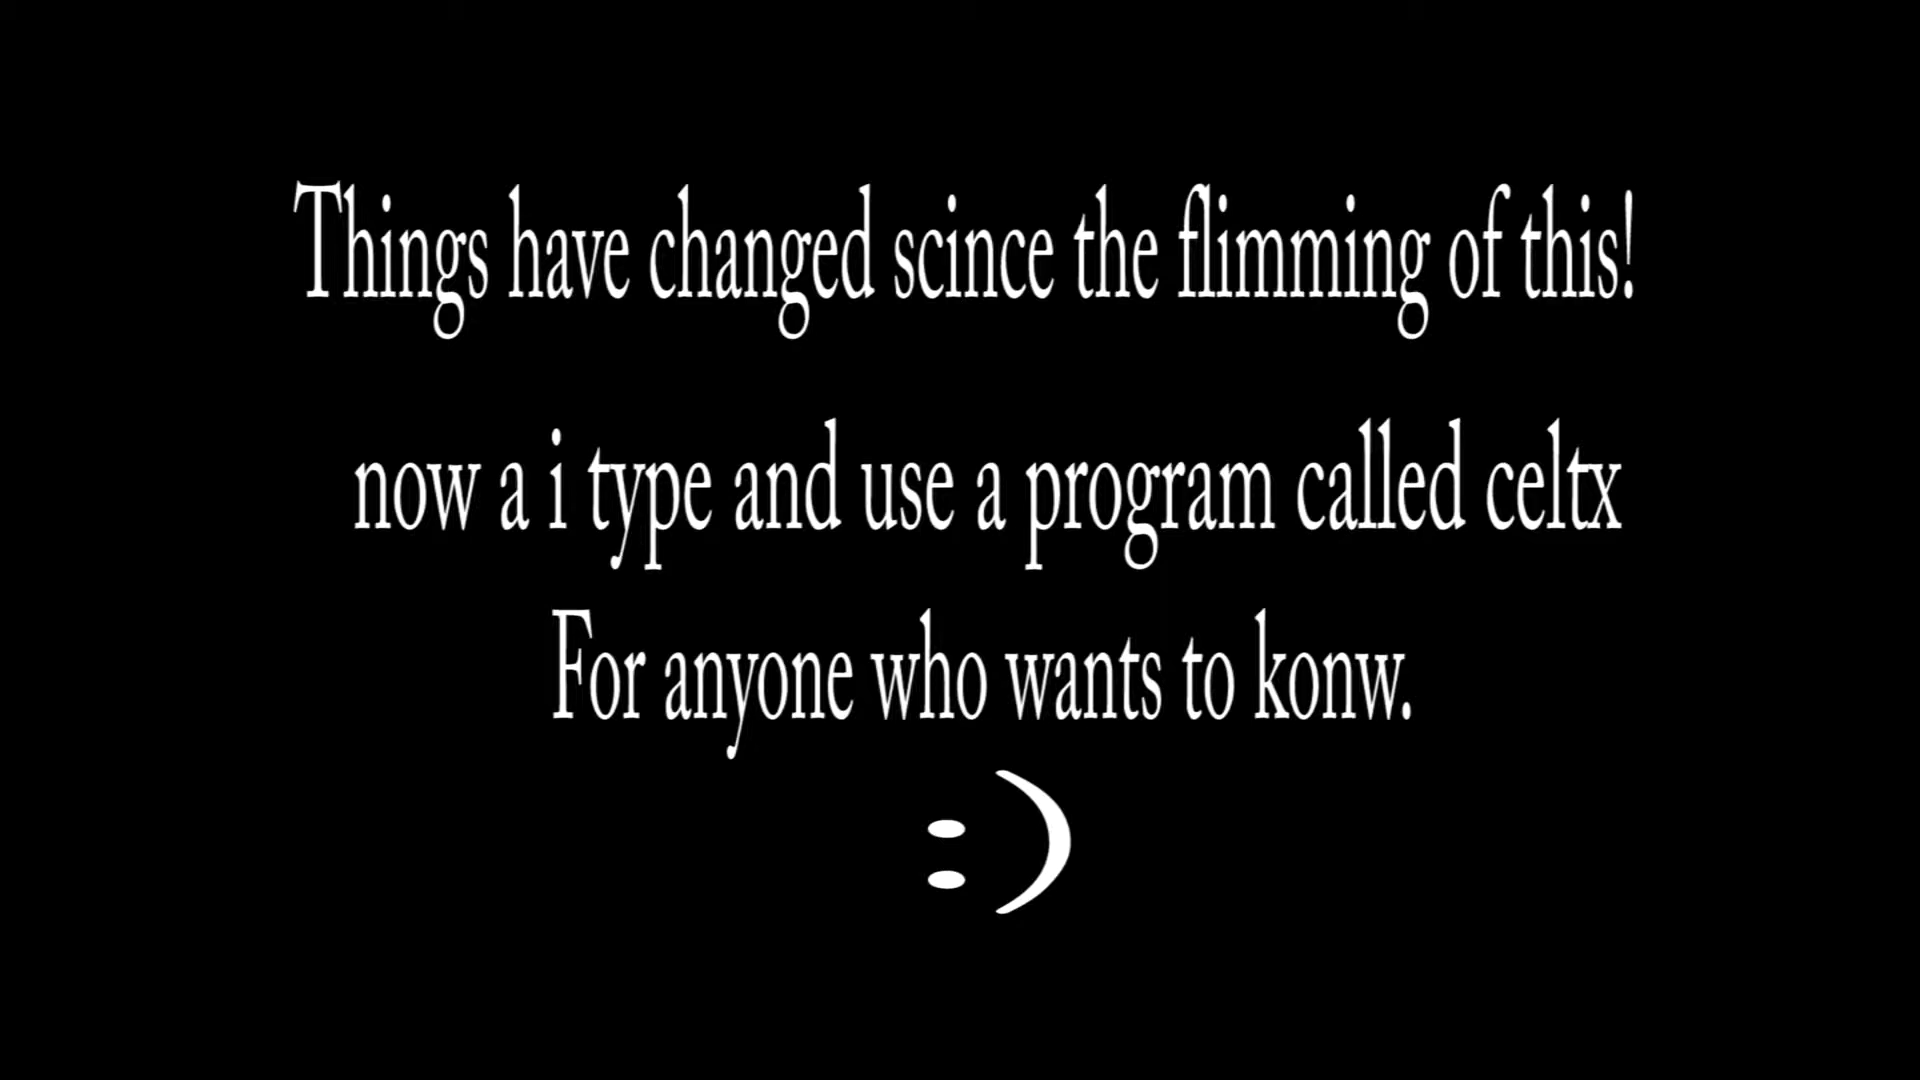 Things have changed scince the flimming of this!
now a i type and use a program called celtx
For anyone who wants to konw.
:)